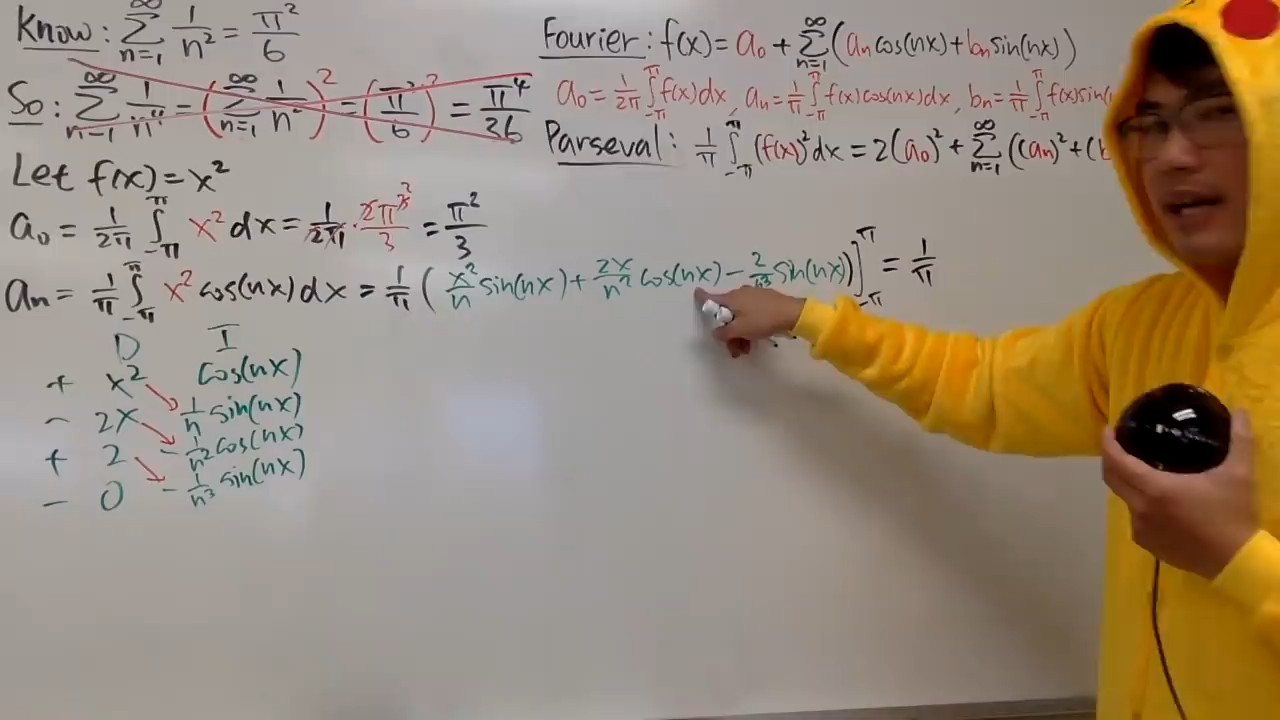 Know: ∞ Σ n=1 1/n² = π²/6
So: ∞ Σ n=1 1/n⁴ = (∞ Σ n=1 1/n²)² = (π²/6)² = π⁴/36
Let f(x) = x²
a₀ = 1/2π ∫_{-π}^{π} x² dx = 1/2π · 2π³/3 = π²/3
aₙ = 1/π ∫_{-π}^{π} x² cos(nx) dx = 1/π ( x²/n sin(nx) + 2x/n² cos(nx) - 2/n³ sin(nx) ) ]_{-π}^{π} = 1/π
D I
+ x² cos(nx)
- 2x 1/n sin(nx)
+ 2 - 1/n² cos(nx)
- 0 - 1/n³ sin(nx)
Fourier: f(x) = a₀ + ∞ Σ n=1 (aₙ cos(nx) + bₙ sin(nx))
a₀ = 1/2π ∫_{-π}^{π} f(x) dx, aₙ = 1/π ∫_{-π}^{π} f(x) cos(nx) dx, bₙ = 1/π ∫_{-π}^{π} f(x) sin(
Parseval: 1/π ∫_{-π}^{π} (f(x))² dx = 2(a₀)² + ∞ Σ n=1 ((aₙ)² + (b